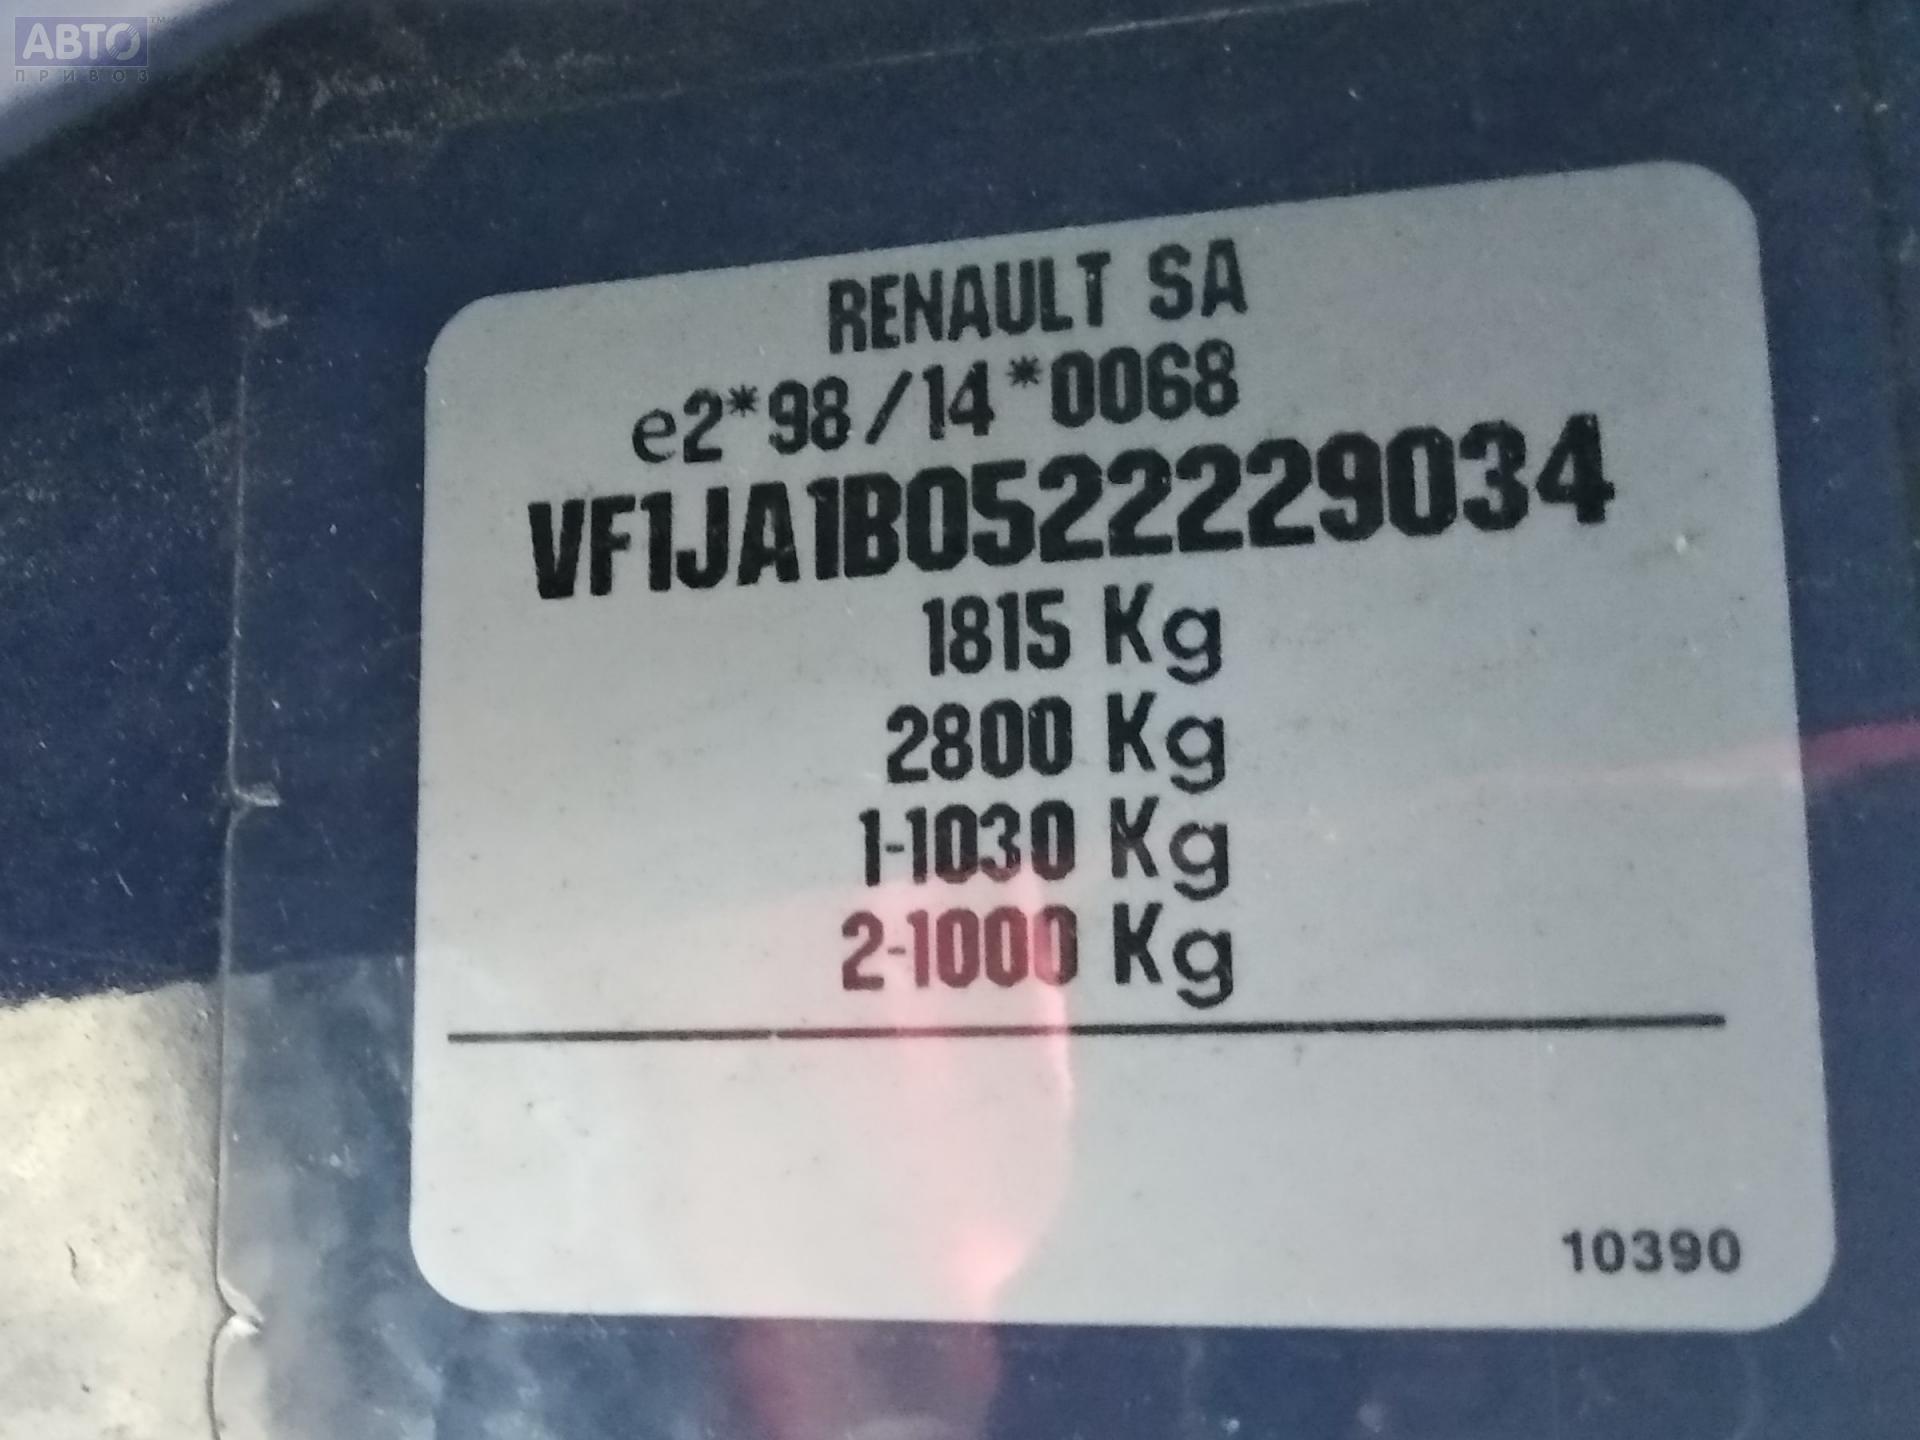 АВТО™
ПРИВОЗ
RENAULT SA
e2*98/14*0068
VF1JA1B0522229034
1815 Kg
2800 Kg
1-1030 Kg
2-1000 Kg
10390